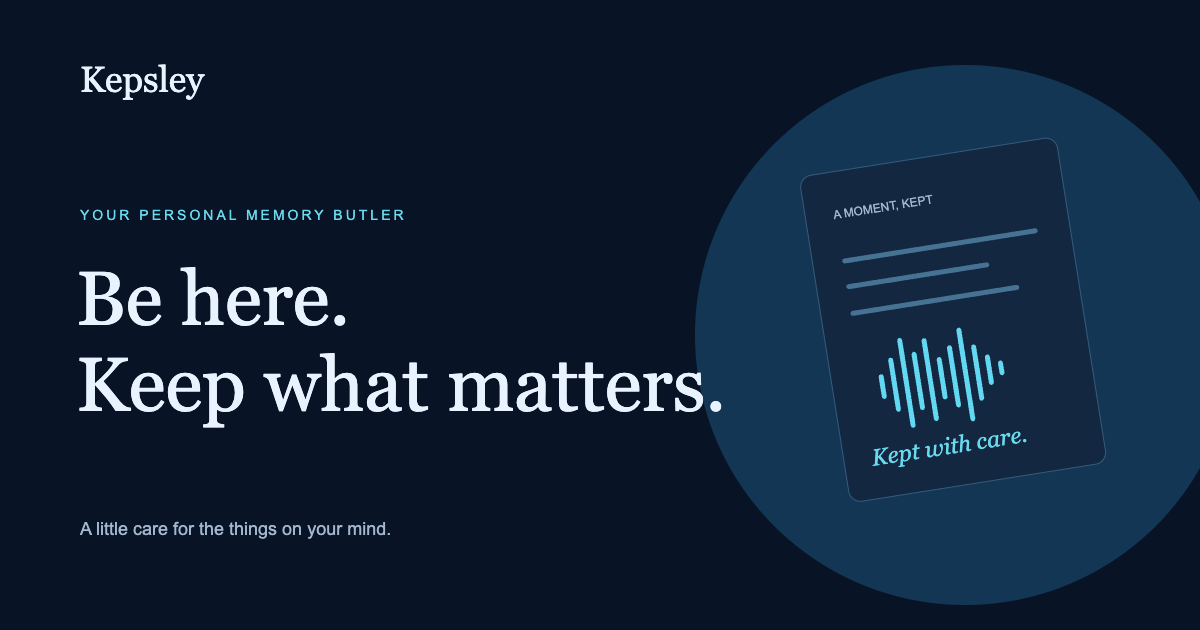 Kepsley
YOUR PERSONAL MEMORY BUTLER
Be here.
Keep what matters.
A little care for the things on your mind.
A MOMENT, KEPT
Kept with care.